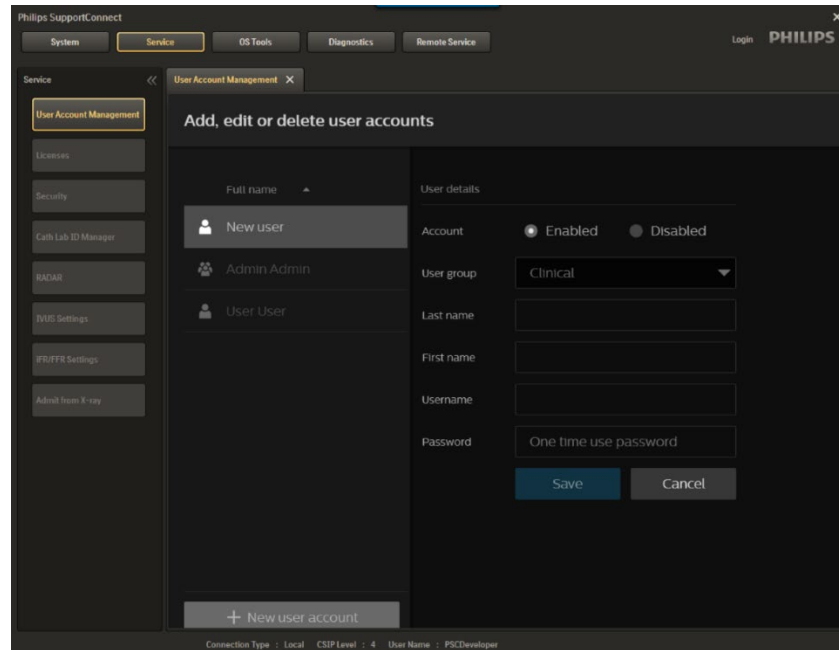 Philips SupportConnect
System Service OS Tools Diagnostics Remote Service Login PHILIPS
Service
User Account Management
Licenses
Security
Cath Lab ID Manager
RADAR
IVUS Settings
IFR/FFR Settings
Admit from X-ray
User Account Management
Add, edit or delete user accounts
Full name
New user
Admin Admin
User User
+ New user account
User details
Account Enabled Disabled
User group Clinical
Last name
First name
Username
Password One time use password
Save Cancel
Connection Type : Local CSIP Level : 4 User Name : PSCDeveloper